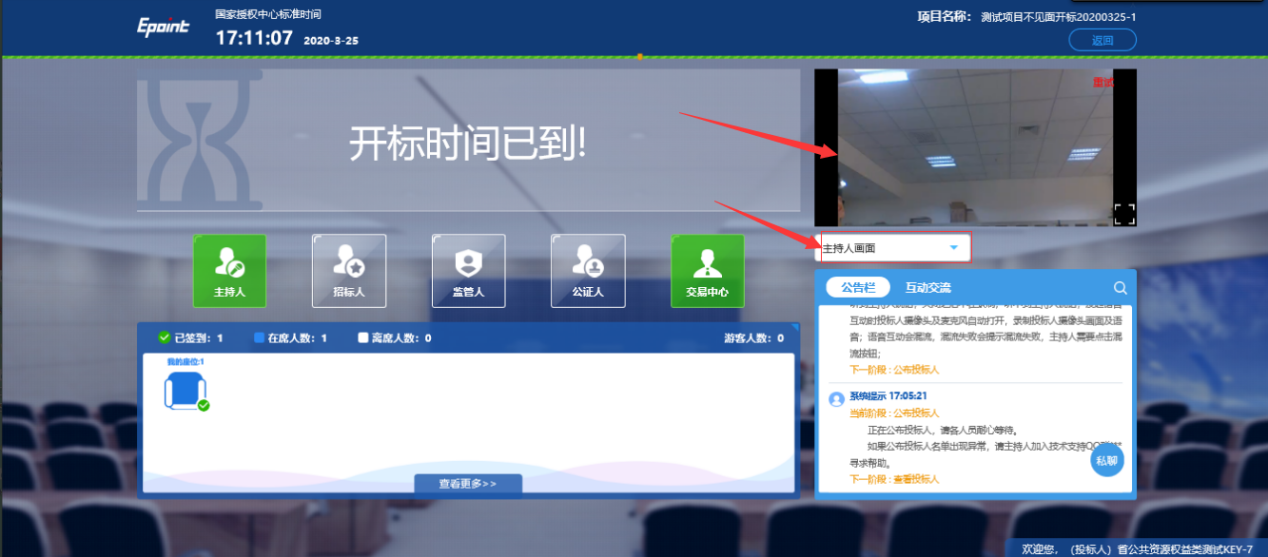 Epoint
国家授权中心标准时间
17:11:07 2020-3-25
项目名称: 测试项目不见面开标20200325-1
返回
开标时间已到!
重试
主持人
招标人
监管人
公证人
交易中心
主持人画面
已签到: 1 在席人数: 1 离席人数: 0 游客人数: 0
我的座位:1
查看更多>>
公告栏 互动交流
互动时投标人摄像头及麦克风自动打开，录制投标人摄像头画面及语
音；语音互动会混流，混流失败会提示混流失败，主持人需要点击混
流按钮；
下一阶段 : 公布投标人
系统提示 17:05:21
当前阶段 : 公布投标人
正在公布投标人，请各人员耐心等待。
如果公布投标人名单出现异常，请主持人加入技术支持QQ
寻求帮助。
下一阶段 : 查看投标人
私聊
欢迎您，（投标人）省公共资源权益类测试KEY-7